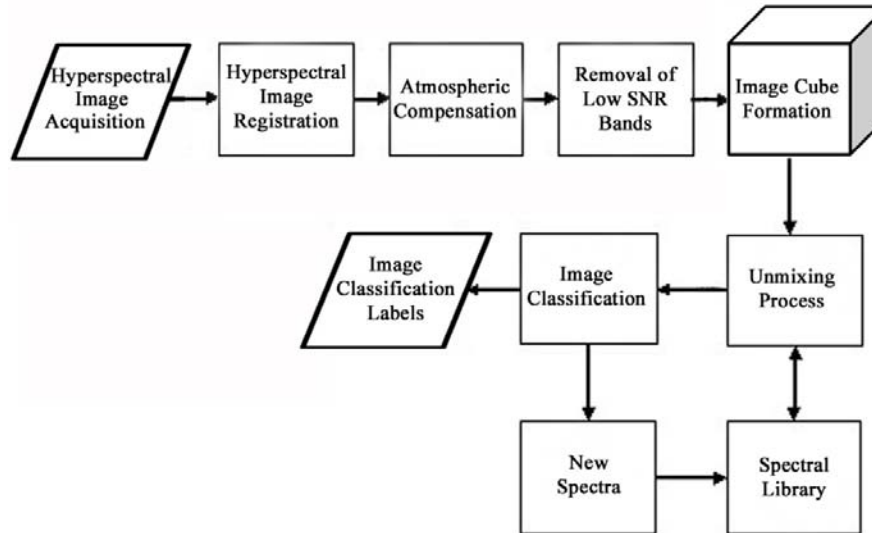 Hyperspectral
Image
Acquisition
Hyperspectral
Image
Registration
Atmospheric
Compensation
Removal of
Low SNR
Bands
Image Cube
Formation
Image
Classification
Labels
Image
Classification
Unmixing
Process
New
Spectra
Spectral
Library